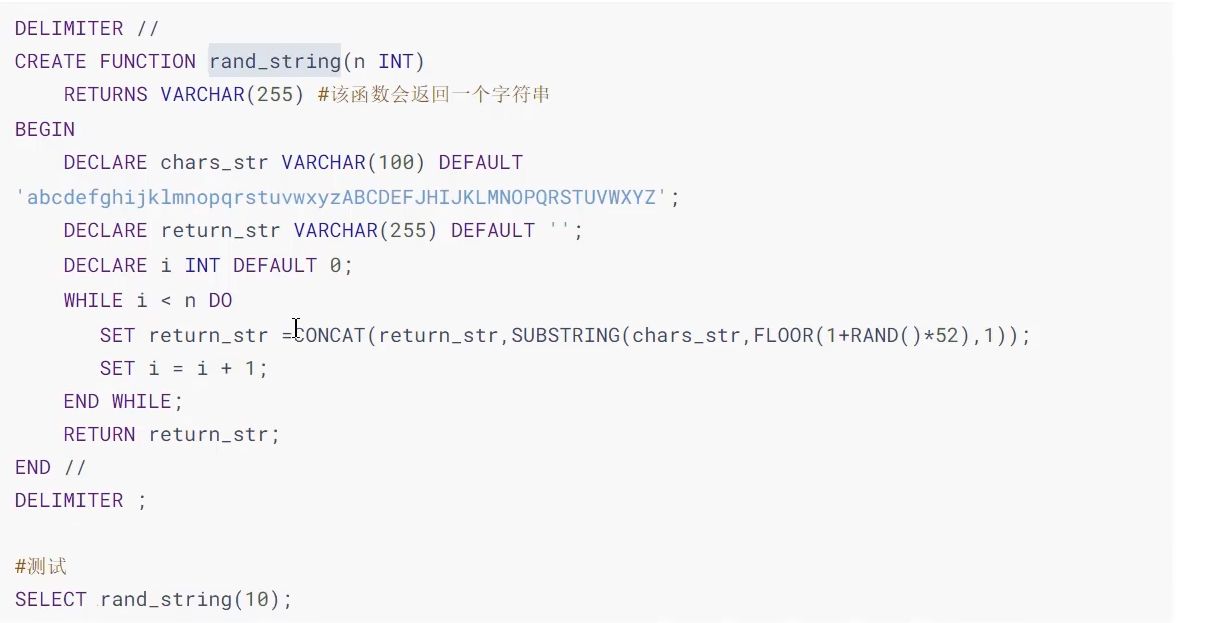 DELIMITER //
CREATE FUNCTION rand_string(n INT)
    RETURNS VARCHAR(255) #该函数会返回一个字符串
BEGIN
    DECLARE chars_str VARCHAR(100) DEFAULT
'abcdefghijklmnopqrstuvwxyzABCDEFJHIJKLMNOPQRSTUVWXYZ';
    DECLARE return_str VARCHAR(255) DEFAULT '';
    DECLARE i INT DEFAULT 0;
    WHILE i < n DO
       SET return_str =CONCAT(return_str,SUBSTRING(chars_str,FLOOR(1+RAND()*52),1));
       SET i = i + 1;
    END WHILE;
    RETURN return_str;
END //
DELIMITER ;
#测试
SELECT rand_string(10);